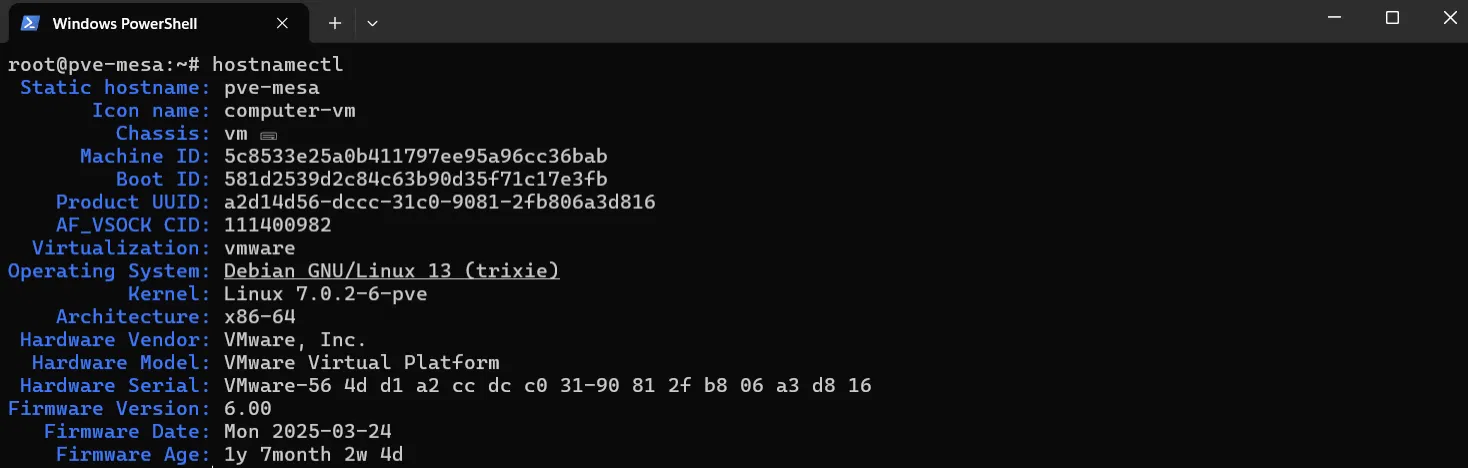 Windows PowerShell
root@pve-mesa:~# hostnamectl
Static hostname: pve-mesa
Icon name: computer-vm
Chassis: vm 🖴
Machine ID: 5c8533e25a0b411797ee95a96cc36bab
Boot ID: 581d2539d2c84c63b90d35f71c17e3fb
Product UUID: a2d14d56-dccc-31c0-9081-2fb806a3d816
AF_VSOCK CID: 111400982
Virtualization: vmware
Operating System: Debian GNU/Linux 13 (trixie)
Kernel: Linux 7.0.2-6-pve
Architecture: x86-64
Hardware Vendor: VMware, Inc.
Hardware Model: VMware Virtual Platform
Hardware Serial: VMware-56 4d d1 a2 cc dc c0 31-90 81 2f b8 06 a3 d8 16
Firmware Version: 6.00
Firmware Date: Mon 2025-03-24
Firmware Age: 1y 7month 2w 4d